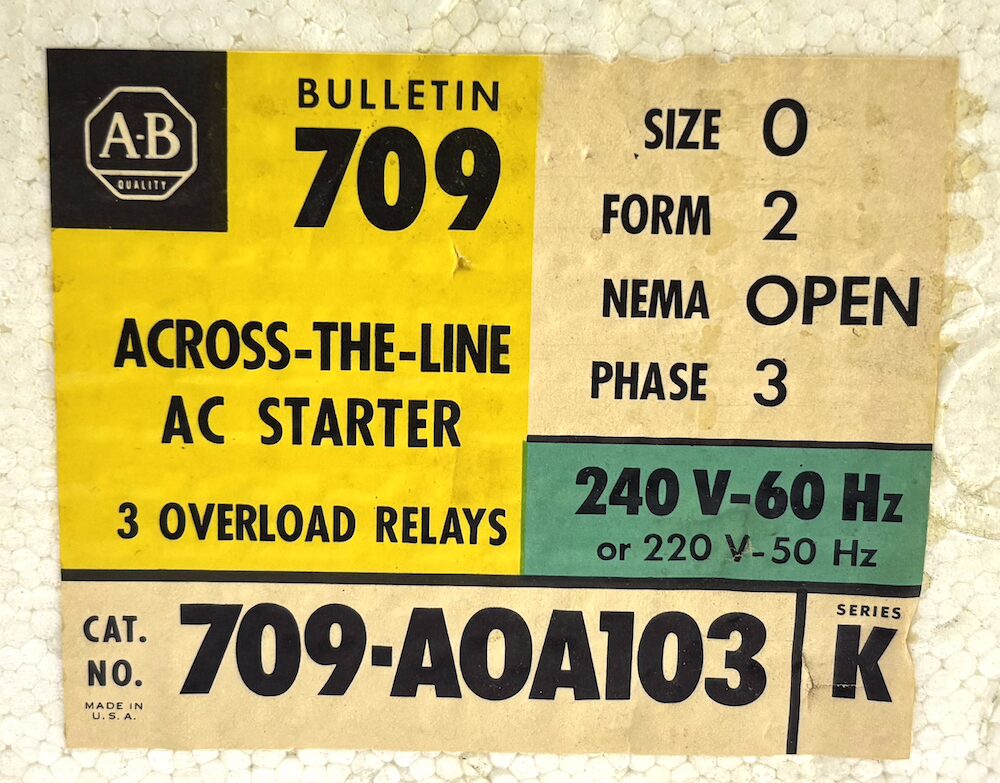 A-B
QUALITY
BULLETIN
709
ACROSS-THE-LINE
AC STARTER
3 OVERLOAD RELAYS
SIZE 0
FORM 2
NEMA OPEN
PHASE 3
240 V-60 Hz
or 220 V-50 Hz
CAT.
NO.
MADE IN
U.S.A.
709-AOA103
SERIES
K